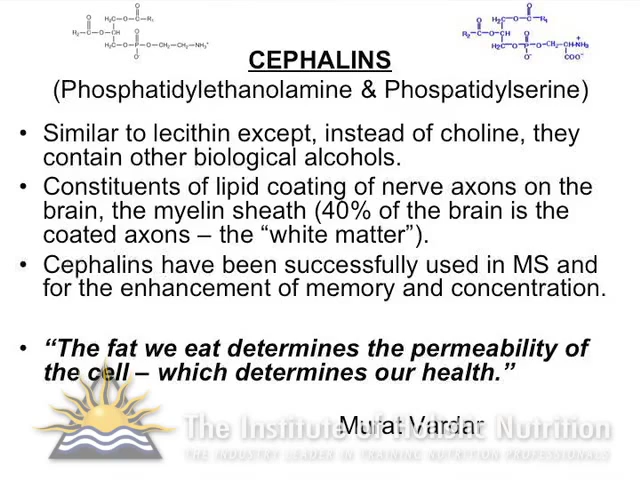 CEPHALINS
(Phosphatidylethanolamine & Phospatidylserine)
• Similar to lecithin except, instead of choline, they
contain other biological alcohols.
• Constituents of lipid coating of nerve axons on the
brain, the myelin sheath (40% of the brain is the
coated axons – the “white matter”).
• Cephalins have been successfully used in MS and
for the enhancement of memory and concentration.
• “The fat we eat determines the permeability of
the cell – which determines our health.”
Murat Vardar
The Institute of Holistic Nutrition
THE INDUSTRY LEADER IN TRAINING NUTRITION PROFESSIONALS